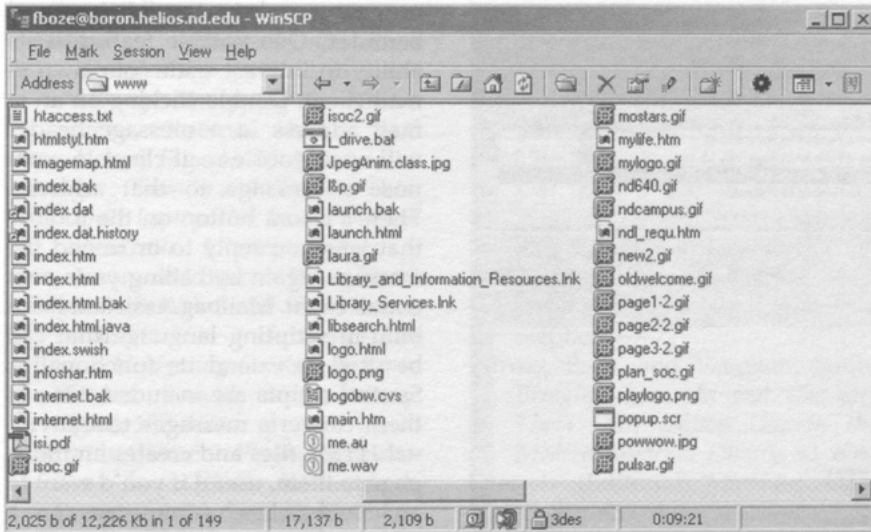 fboze@boron.helios.nd.edu - WinSCP
File Mark Session View Help
Address www
htaccess.txt
htmlstyl.htm
imagemap.html
index.bak
index.dat
index.dat.history
index.htm
index.html
index.html.bak
index.html.java
index.swish
inclobar.htm
internet.bak
internet.html
isi.pdf
isoc.gif
isoc2.gif
j_drive.bat
JpegAnim.class.jpg
l&p.gif
launch.bak
launch.html
laura.gif
Library_and_Information_Resources.lnk
Library_Services.lnk
libsearch.html
logo.html
logo.png
logobw.cvs
main.htm
me.au
me.wav
mostars.gif
mylife.htm
mylogo.gif
nd640.gif
ndcampus.gif
ndl_requ.htm
new2.gif
oldwelcome.gif
page1-2.gif
page2-2.gif
page3-2.gif
plan_soc.gif
playlogo.png
popup.scr
powwow.jpg
pulsar.gif
2,025 b of 12,226 Kb in 1 of 149 17,137 b 2,109 b 3des 0:09:21